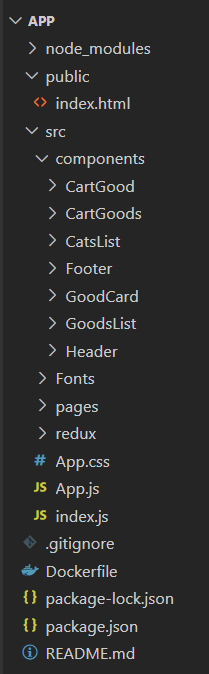 APP
node_modules
public
<> index.html
src
components
CartGood
CartGoods
CatsList
Footer
GoodCard
GoodsList
Header
Fonts
pages
redux
# App.css
JS App.js
JS index.js
.gitignore
Dockerfile
{} package-lock.json
{} package.json
README.md